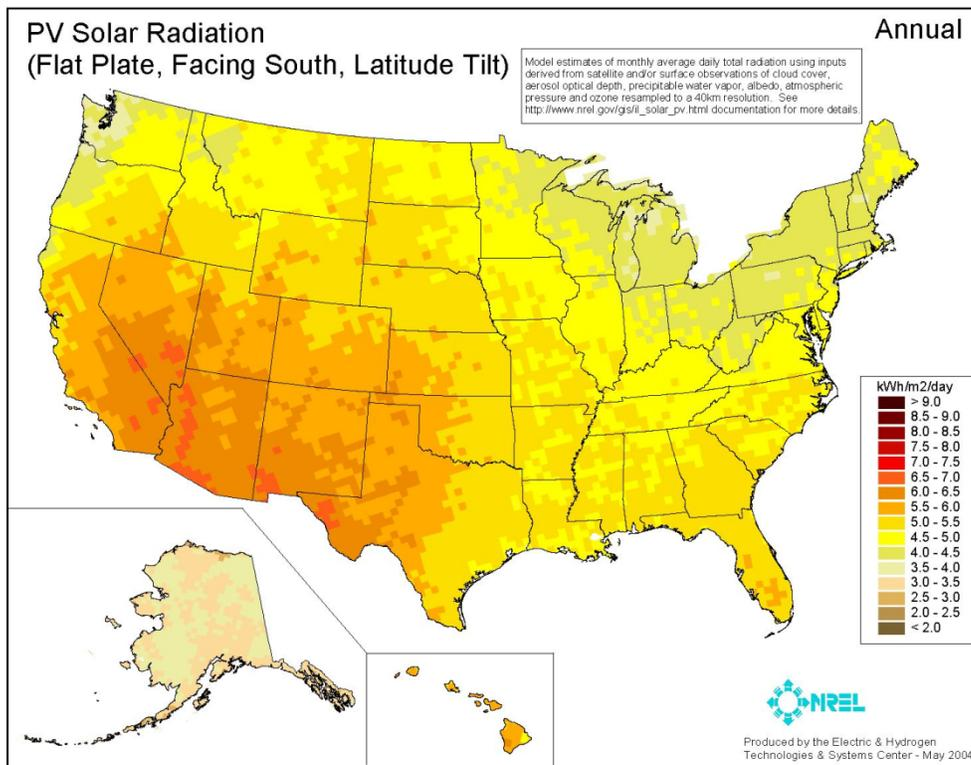 PV Solar Radiation
(Flat Plate, Facing South, Latitude Tilt)
Annual
Model estimates of monthly average daily total radiation using inputs
derived from satellite and/or surface observations of cloud cover,
aerosol optical depth, precipitable water vapor, albedo, atmospheric
pressure and ozone resampled to a 40km resolution. See
http://www.nrel.gov/gis/il_solar_pv.html documentation for more details.
kWh/m2/day
> 9.0
8.5 - 9.0
8.0 - 8.5
7.5 - 8.0
7.0 - 7.5
6.5 - 7.0
6.0 - 6.5
5.5 - 6.0
5.0 - 5.5
4.5 - 5.0
4.0 - 4.5
3.5 - 4.0
3.0 - 3.5
2.5 - 3.0
2.0 - 2.5
< 2.0
NREL
Produced by the Electric & Hydrogen
Technologies & Systems Center - May 2004